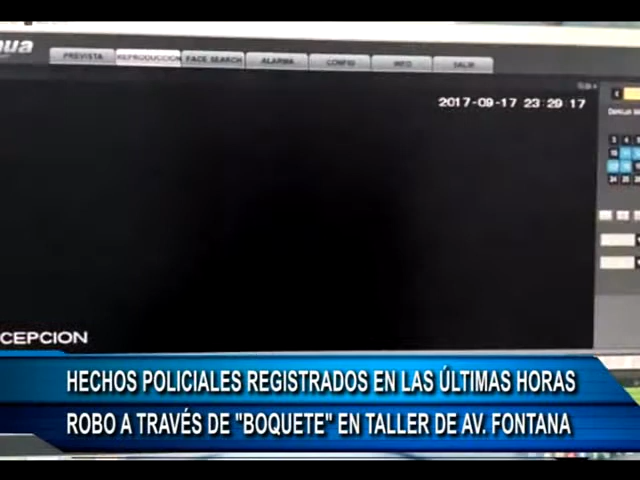 hua
PREVISTA REPRODUCCION FACE SEARCH ALARMA CONFIG INFO SALIR
2017-09-17 23:29:17
CEPCION
HECHOS POLICIALES REGISTRADOS EN LAS ÚLTIMAS HORAS
ROBO A TRAVÉS DE "BOQUETE" EN TALLER DE AV. FONTANA